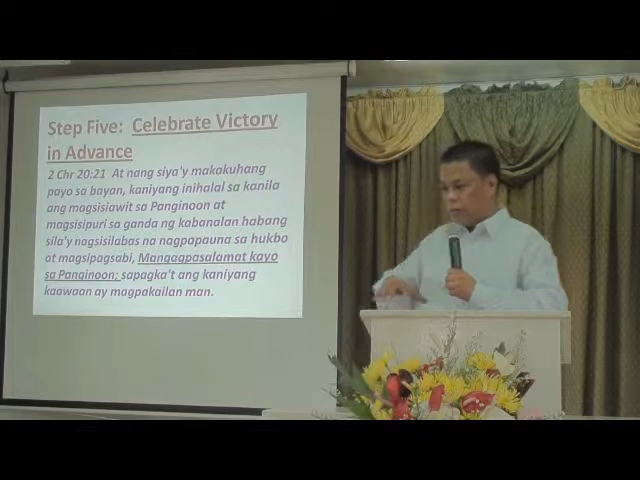 Step Five: Celebrate Victory
in Advance
2 Chr 20:21 At nang siya'y makakuhang
payo sa bayan, kaniyang inihalal sa kanila
ang magsisiawit sa Panginoon at
magsisipuri sa ganda ng kabanalan habang
sila'y nagsisilabas na nagpapauna sa hukbo
at magsipagsabi, Mangagpasalamat kayo
sa Panginoon; sapagka't ang kaniyang
kaawaan ay magpakailan man.